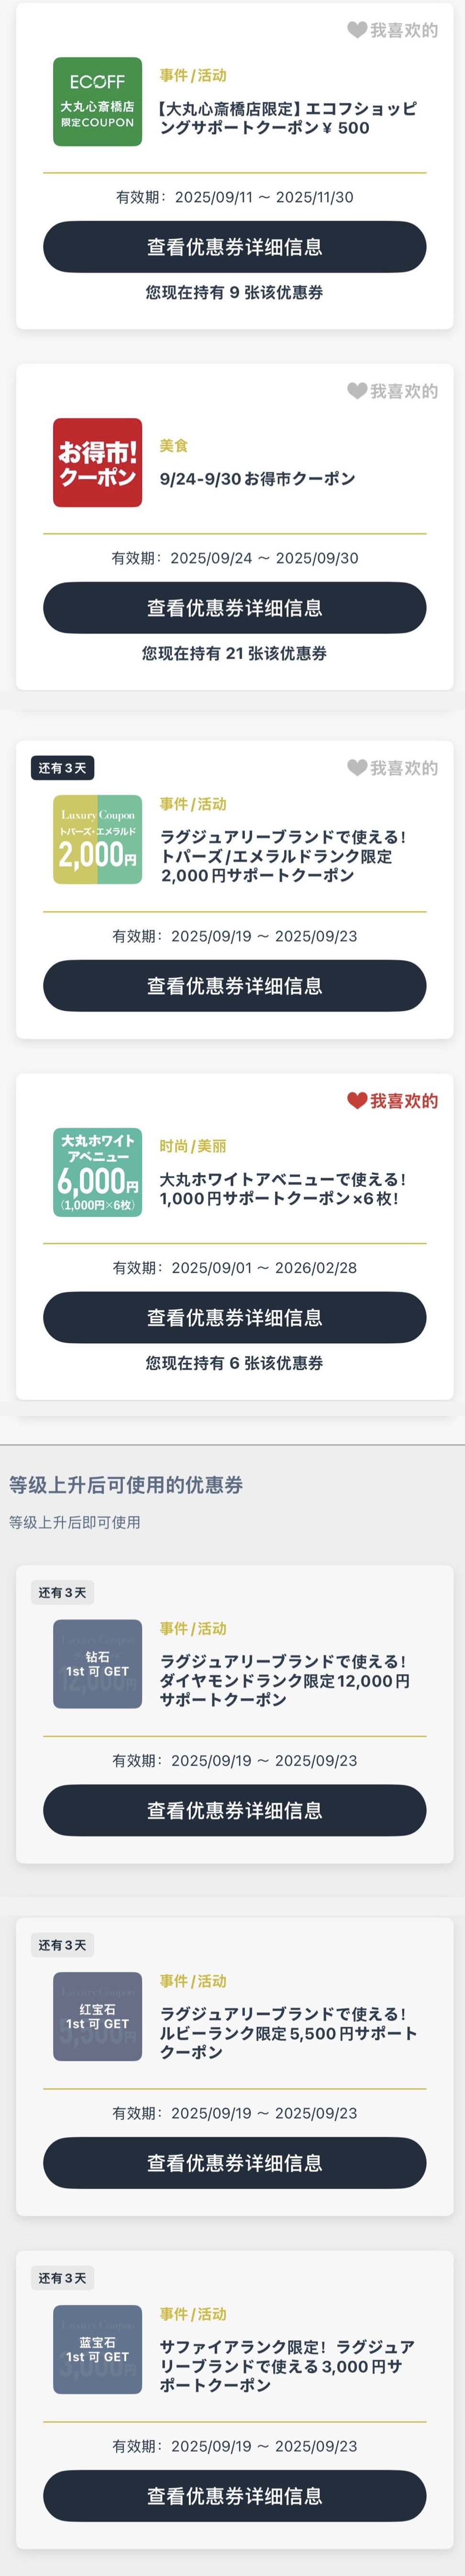 我喜欢的
ECOFF
大丸心斎橋店
限定COUPON
事件/活动
【大丸心斎橋店限定】エコフショッピ
ングサポートクーポン¥ 500
有效期：2025/09/11 ～ 2025/11/30
查看优惠券详细信息
您现在持有 9 张该优惠券
我喜欢的
お得市!
クーポン
美食
9/24-9/30お得市クーポン
有效期：2025/09/24 ～ 2025/09/30
查看优惠券详细信息
您现在持有 21 张该优惠券
还有3天
我喜欢的
Luxury Coupon
トパーズ・エメラルド
2,000円
事件/活动
ラグジュアリーブランドで使える！
トパーズ/エメラルドランク限定
2,000円サポートクーポン
有效期：2025/09/19 ～ 2025/09/23
查看优惠券详细信息
我喜欢的
大丸ホワイト
アベニュー
6,000円
（1,000円×6枚）
时尚/美丽
大丸ホワイトアベニューで使える！
1,000円サポートクーポン×6枚！
有效期：2025/09/01 ～ 2026/02/28
查看优惠券详细信息
您现在持有 6 张该优惠券
等级上升后可使用的优惠券
等级上升后即可使用
还有3天
Luxury Coupon
钻石
1st 可 GET
12,000円
事件/活动
ラグジュアリーブランドで使える！
ダイヤモンドランク限定12,000円
サポートクーポン
有效期：2025/09/19 ～ 2025/09/23
查看优惠券详细信息
还有3天
Luxury Coupon
红宝石
1st 可 GET
5,500円
事件/活动
ラグジュアリーブランドで使える！
ルビーランク限定5,500円サポート
クーポン
有效期：2025/09/19 ～ 2025/09/23
查看优惠券详细信息
还有3天
Luxury Coupon
蓝宝石
1st 可 GET
3,000円
事件/活动
サファイアランク限定！ラグジュア
リーブランドで使える3,000円サ
ポートクーポン
有效期：2025/09/19 ～ 2025/09/23
查看优惠券详细信息